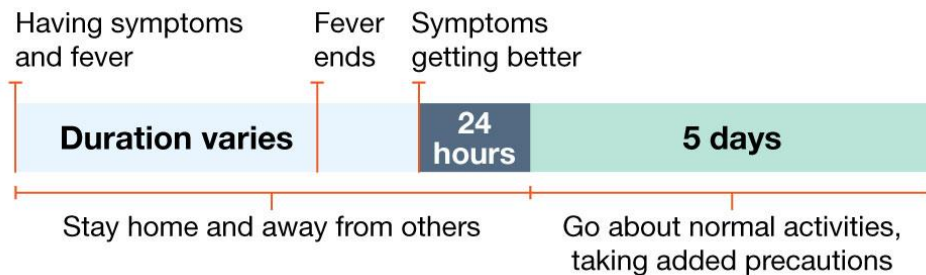 Having symptoms
and fever
Fever
ends
Symptoms
getting better
Duration varies
24
hours
5 days
Stay home and away from others
Go about normal activities,
taking added precautions